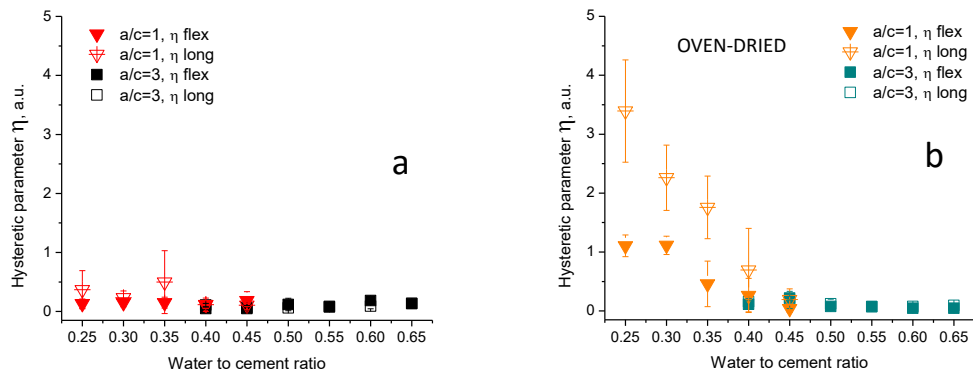 5
4
3
2
1
0
Hysteretic parameter η, a.u.
a/c=1, η flex
a/c=1, η long
a/c=3, η flex
a/c=3, η long
a
0.25 0.30 0.35 0.40 0.45 0.50 0.55 0.60 0.65
Water to cement ratio
5
4
3
2
1
0
Hysteretic parameter η, a.u.
OVEN-DRIED
a/c=1, η flex
a/c=1, η long
a/c=3, η flex
a/c=3, η long
b
0.25 0.30 0.35 0.40 0.45 0.50 0.55 0.60 0.65
Water to cement ratio